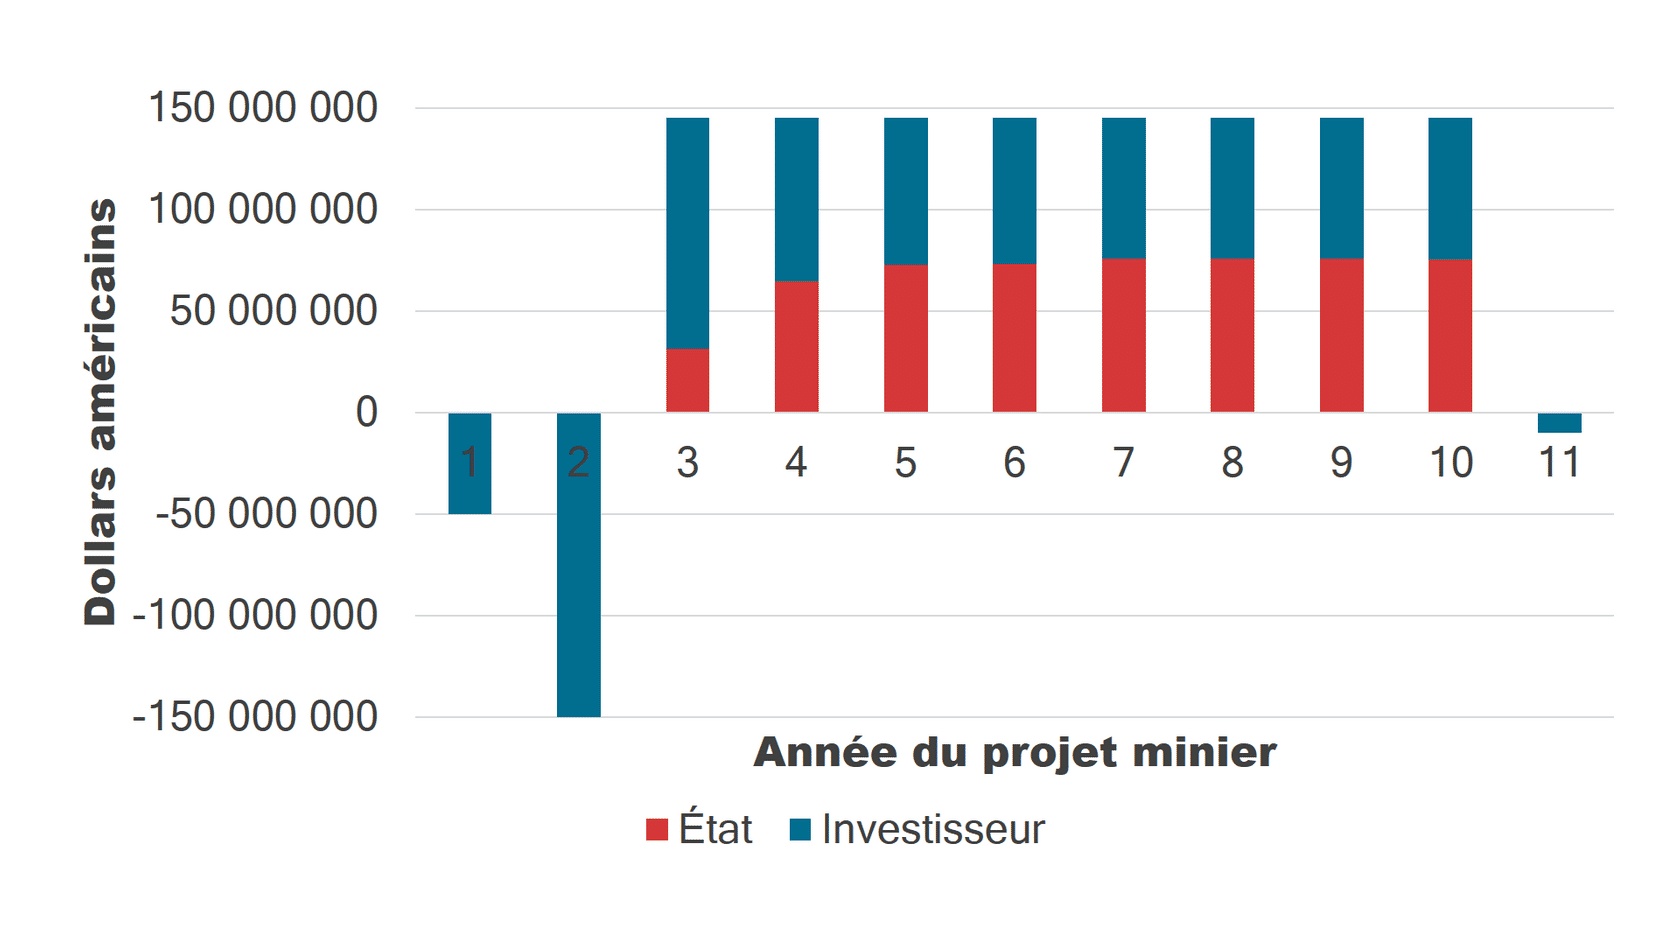 150 000 000
100 000 000
50 000 000
0
-50 000 000
-100 000 000
-150 000 000
Dollars américains
1 2 3 4 5 6 7 8 9 10 11
Année du projet minier
État Investisseur